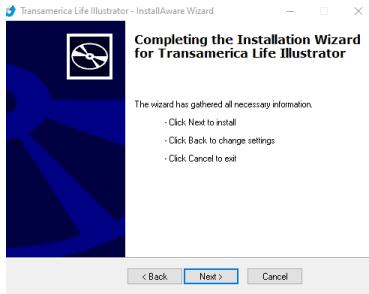 Transamerica Life Illustrator - InstallAware Wizard
Completing the Installation Wizard
for Transamerica Life Illustrator
The wizard has gathered all necessary information.
- Click Next to install
- Click Back to change settings
- Click Cancel to exit
< Back Next > Cancel